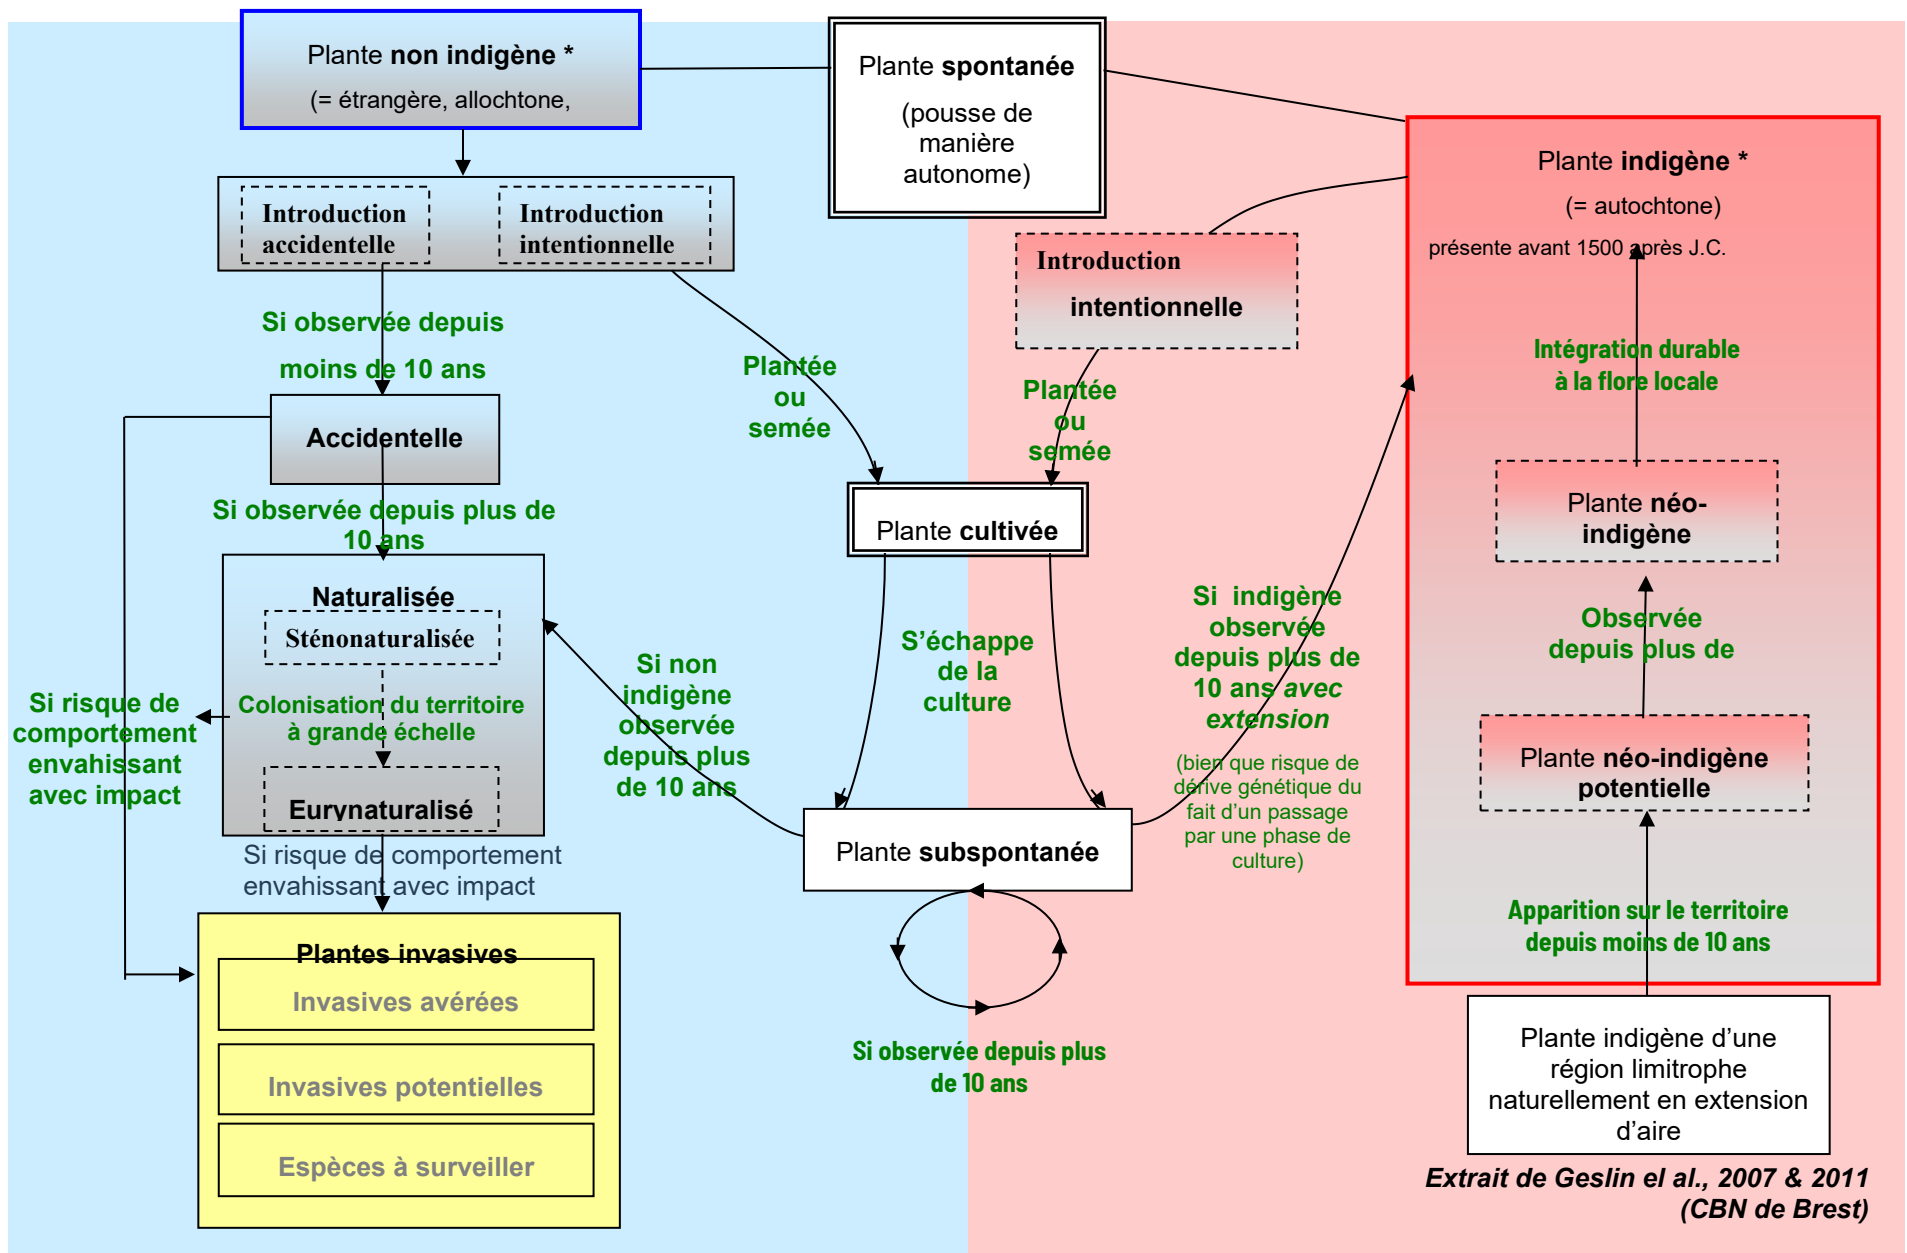 Plante non indigène *
(= étrangère, allochtone,
Plante spontanée
(pousse de
manière
autonome)
Plante indigène *
(= autochtone)
présente avant 1500 après J.C.
Introduction
accidentelle
Introduction
intentionnelle
Introduction
intentionnelle
Si observée depuis
moins de 10 ans
Plantée
ou
semée
Plantée
ou
semée
Intégration durable
à la flore locale
Accidentelle
Si observée depuis plus de
10 ans
Plante cultivée
Plante néo-
indigène
Naturalisée
Sténonaturalisée
Colonisation du territoire
à grande échelle
Eurynaturalisé
Si risque de
comportement
envahissant
avec impact
Si non
indigène
observée
depuis plus
de 10 ans
S’échappe
de la
culture
Si  indigène
observée
depuis plus de
10 ans avec
extension
(bien que risque de
dérive génétique du
fait d’un passage
par une phase de
culture)
Observée
depuis plus de
Plante néo-indigène
potentielle
Si risque de comportement
envahissant avec impact
Plante subspontanée
Apparition sur le territoire
depuis moins de 10 ans
Plantes invasives
Invasives avérées
Invasives potentielles
Espèces à surveiller
Si observée depuis plus
de 10 ans
Plante indigène d’une
région limitrophe
naturellement en extension
d’aire
Extrait de Geslin el al., 2007 & 2011
(CBN de Brest)